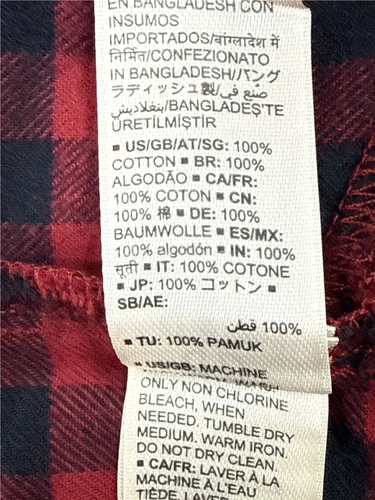 EN BANGLADESH CON
INSUMOS
IMPORTADOS/बांग्लादेश में
निर्मित/CONFEZIONATO
IN BANGLADESH/バング
ラディッシュ製/صنع في
بنغلاديش/BANGLADEŞ'TE
ÜRETİLMİŞTİR
▪ US/GB/AT/SG: 100%
COTTON ▪ BR: 100%
ALGODÃO ▪ CA/FR:
100% COTON ▪ CN:
100% 棉 ▪ DE: 100%
BAUMWOLLE ▪ ES/MX:
100% algodón ▪ IN: 100%
सूती ▪ IT: 100% COTONE
▪ JP: 100% コットン ▪
SB/AE:
100% قطن
▪ TU: 100% PAMUK
▪ US/GB: MACHINE
ONLY NON CHLORINE
BLEACH, WHEN
NEEDED. TUMBLE DRY
MEDIUM. WARM IRON.
DO NOT DRY CLEAN.
▪ CA/FR: LAVER À LA
MACHINE À L'EAU
TIÈDE. LAVER